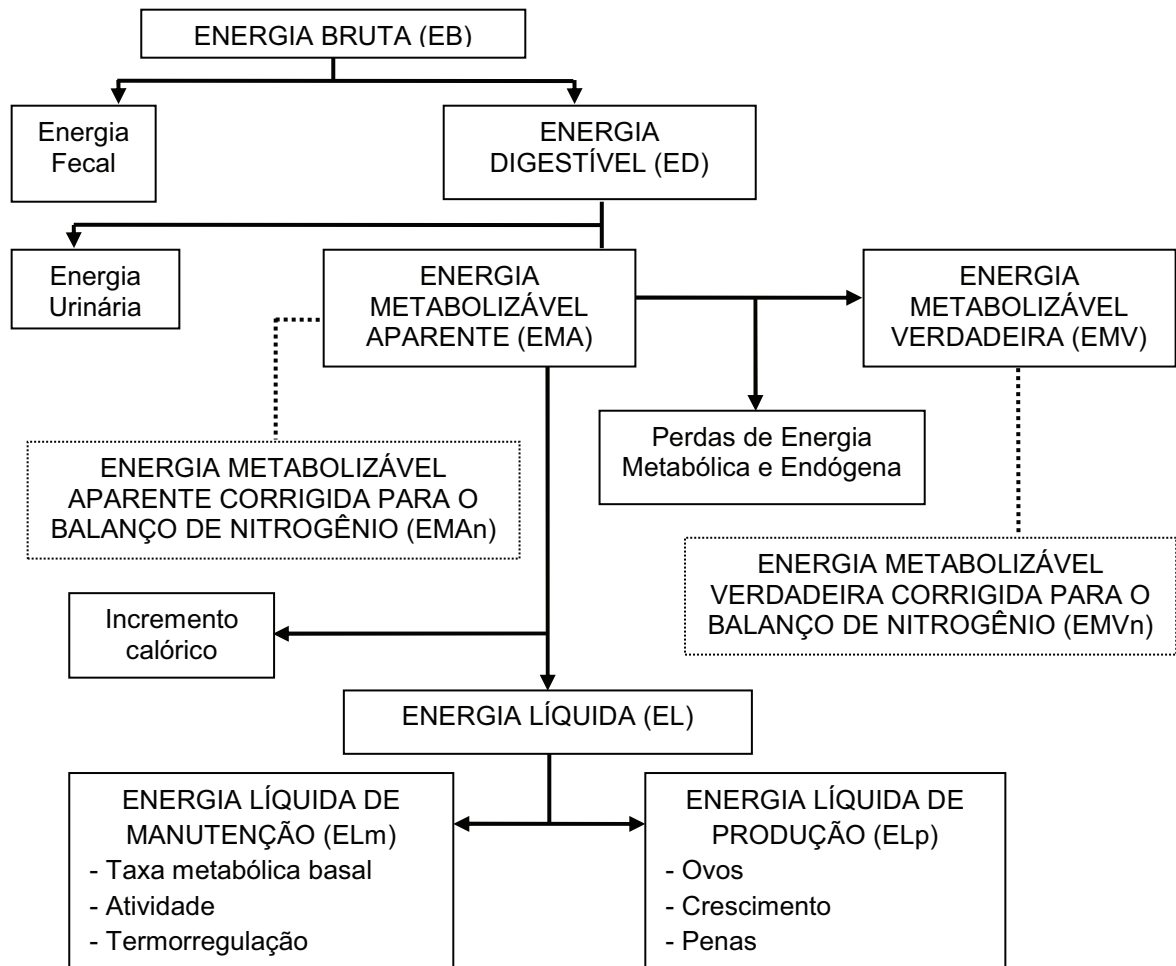 ENERGIA BRUTA (EB)
Energia
Fecal
ENERGIA
DIGESTÍVEL (ED)
Energia
Urinária
ENERGIA
METABOLIZÁVEL
APARENTE (EMA)
ENERGIA
METABOLIZÁVEL
VERDADEIRA (EMV)
Perdas de Energia
Metabólica e Endógena
ENERGIA METABOLIZÁVEL
APARENTE CORRIGIDA PARA O
BALANÇO DE NITROGÊNIO (EMAn)
ENERGIA METABOLIZÁVEL
VERDADEIRA CORRIGIDA PARA O
BALANÇO DE NITROGÊNIO (EMVn)
Incremento
calórico
ENERGIA LÍQUIDA (EL)
ENERGIA LÍQUIDA DE
MANUTENÇÃO (ELm)
- Taxa metabólica basal
- Atividade
- Termorregulação
ENERGIA LÍQUIDA DE
PRODUÇÃO (ELp)
- Ovos
- Crescimento
- Penas